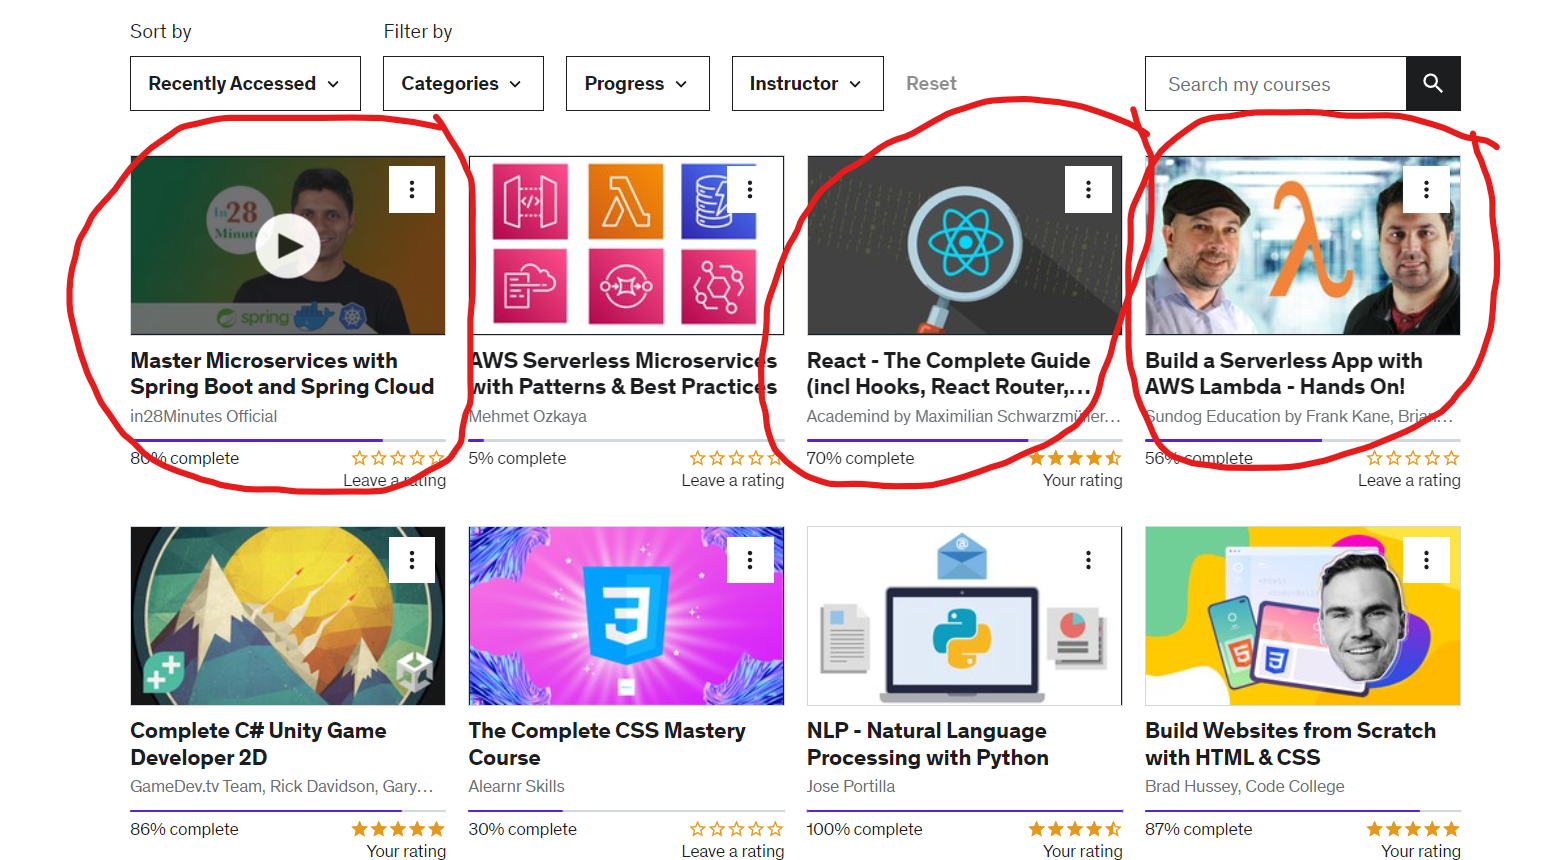 Sort by
Filter by
Recently Accessed
Categories
Progress
Instructor
Reset
Search my courses
in28
Minutes
spring
Master Microservices with
Spring Boot and Spring Cloud
in28Minutes Official
80% complete
Leave a rating
AWS Serverless Microservices
with Patterns & Best Practices
Mehmet Ozkaya
5% complete
Leave a rating
React - The Complete Guide
(incl Hooks, React Router,...
Academind by Maximilian Schwarzmüller...
70% complete
Your rating
λ
Build a Serverless App with
AWS Lambda - Hands On!
Sundog Education by Frank Kane, Brian...
56% complete
Leave a rating
Complete C# Unity Game
Developer 2D
GameDev.tv Team, Rick Davidson, Gary...
86% complete
Your rating
3
The Complete CSS Mastery
Course
Alearnr Skills
30% complete
Leave a rating
@
NLP - Natural Language
Processing with Python
Jose Portilla
100% complete
Your rating
5
3
Build Websites from Scratch
with HTML & CSS
Brad Hussey, Code College
87% complete
Your rating